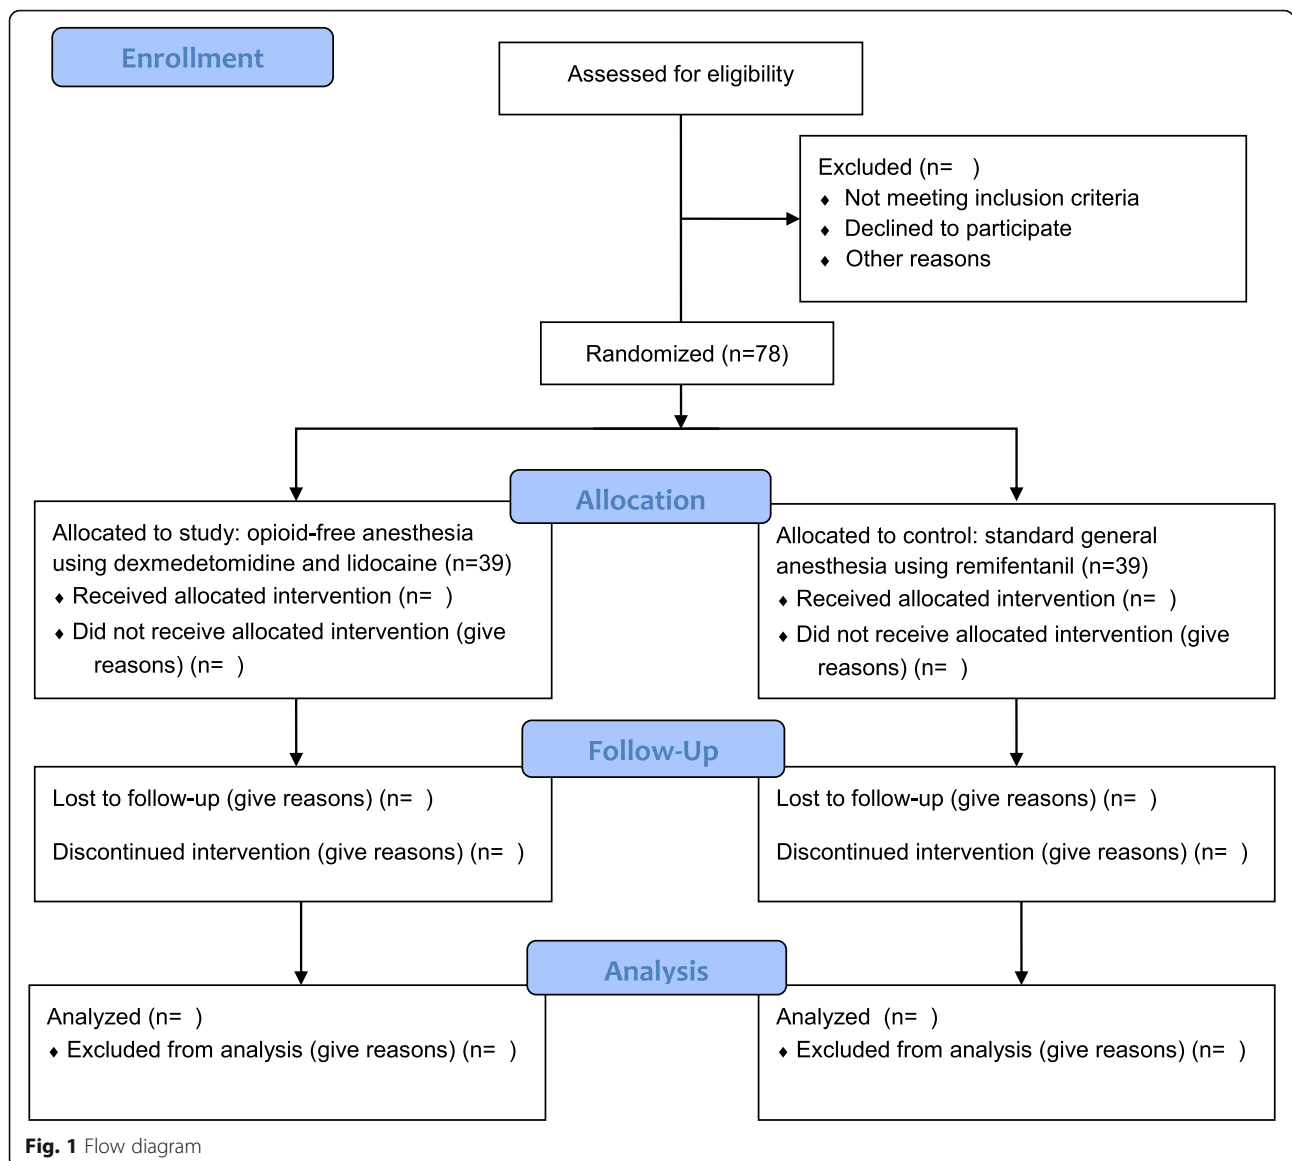 Enrollment
Assessed for eligibility
Excluded (n=   )
♦ Not meeting inclusion criteria
♦ Declined to participate
♦ Other reasons
Randomized (n=78)
Allocation
Allocated to study: opioid-free anesthesia
using dexmedetomidine and lidocaine (n=39)
♦ Received allocated intervention (n=  )
♦ Did not receive allocated intervention (give
reasons) (n=  )
Allocated to control: standard general
anesthesia using remifentanil (n=39)
♦ Received allocated intervention (n=  )
♦ Did not receive allocated intervention (give
reasons) (n=  )
Follow-Up
Lost to follow-up (give reasons) (n=  )
Discontinued intervention (give reasons) (n=  )
Lost to follow-up (give reasons) (n=  )
Discontinued intervention (give reasons) (n=  )
Analysis
Analyzed (n=  )
♦ Excluded from analysis (give reasons) (n=  )
Analyzed  (n=  )
♦ Excluded from analysis (give reasons) (n=  )
Fig. 1 Flow diagram